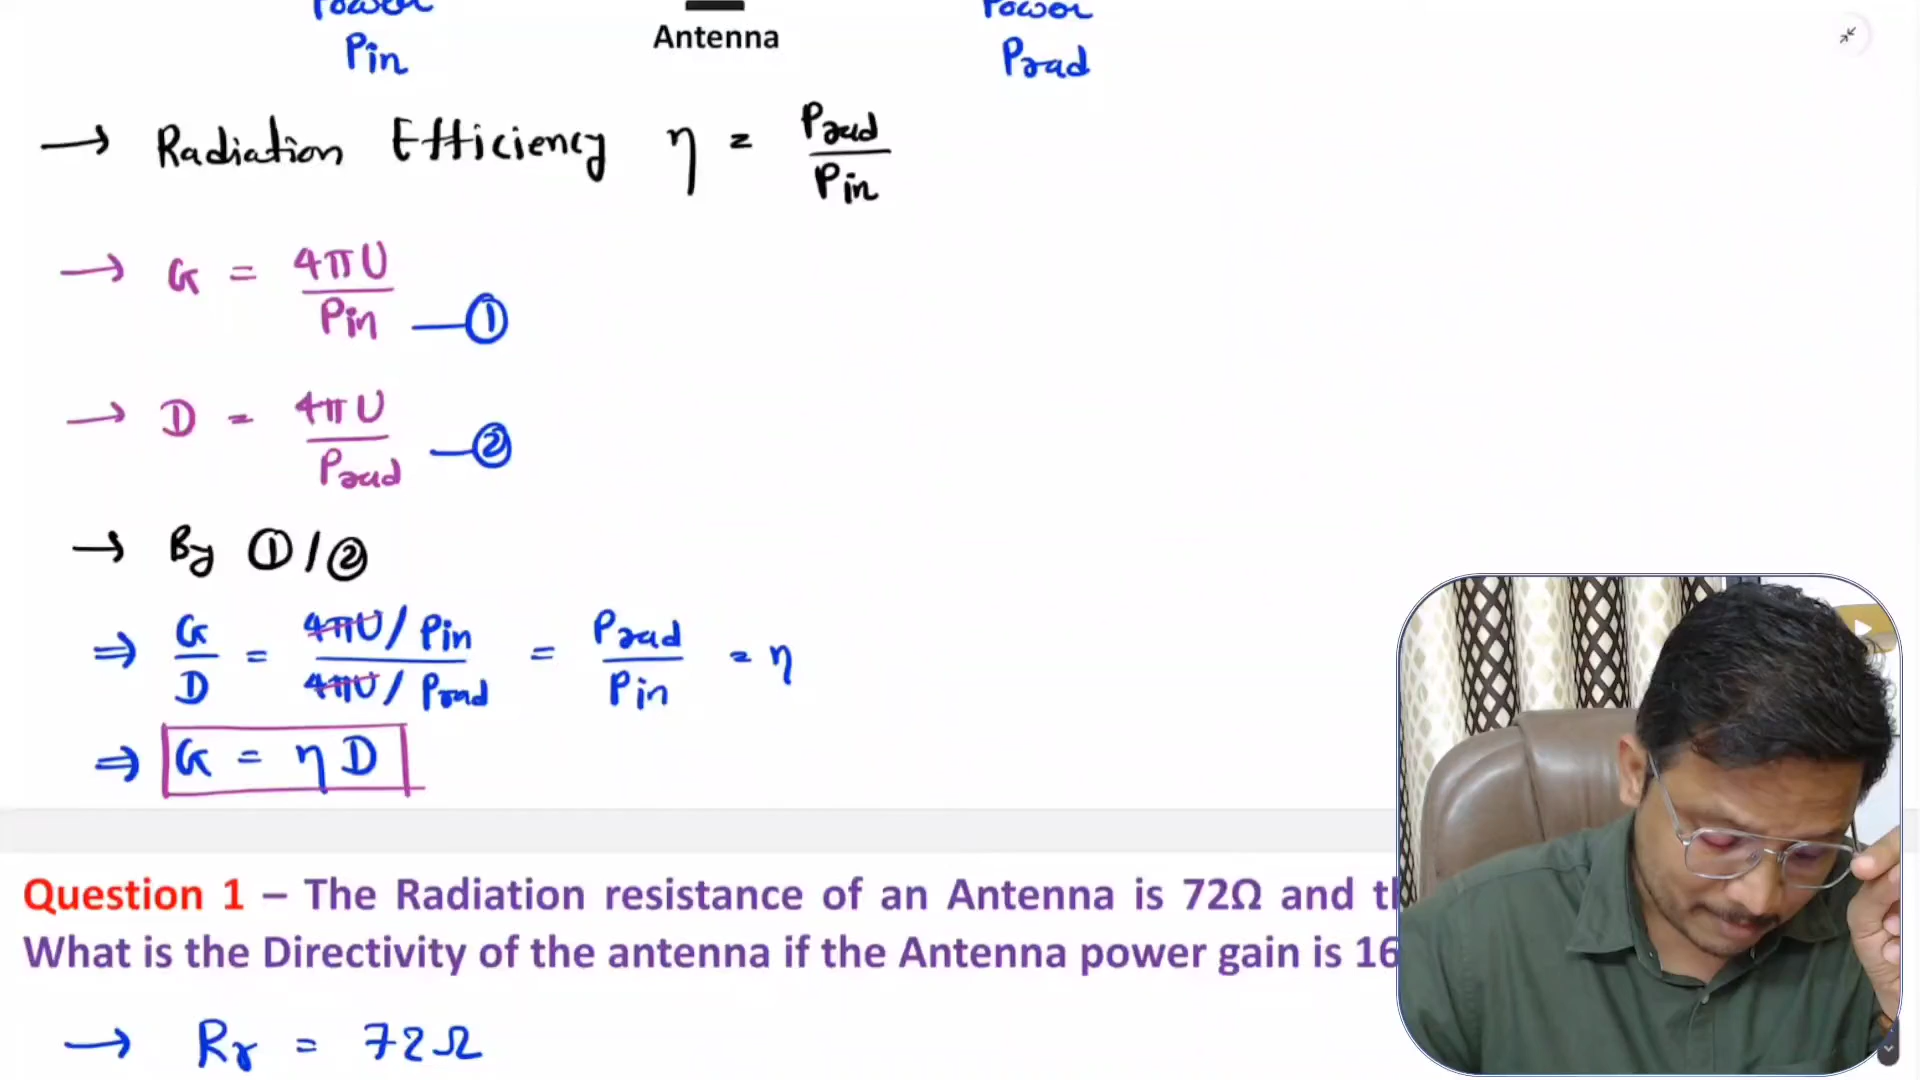 Power Power
Antenna
Pin Prad
→ Radiation Efficiency η = Prad / Pin
→ G = 4πU / Pin —①
→ D = 4πU / Prad —②
→ By ① / ②
⇒ G / D = 4πU / Pin / 4πU / Prad = Prad / Pin = η
⇒ G = η D
Question 1 – The Radiation resistance of an Antenna is 72Ω and
What is the Directivity of the antenna if the Antenna power gain is 16
→ Rr = 72Ω